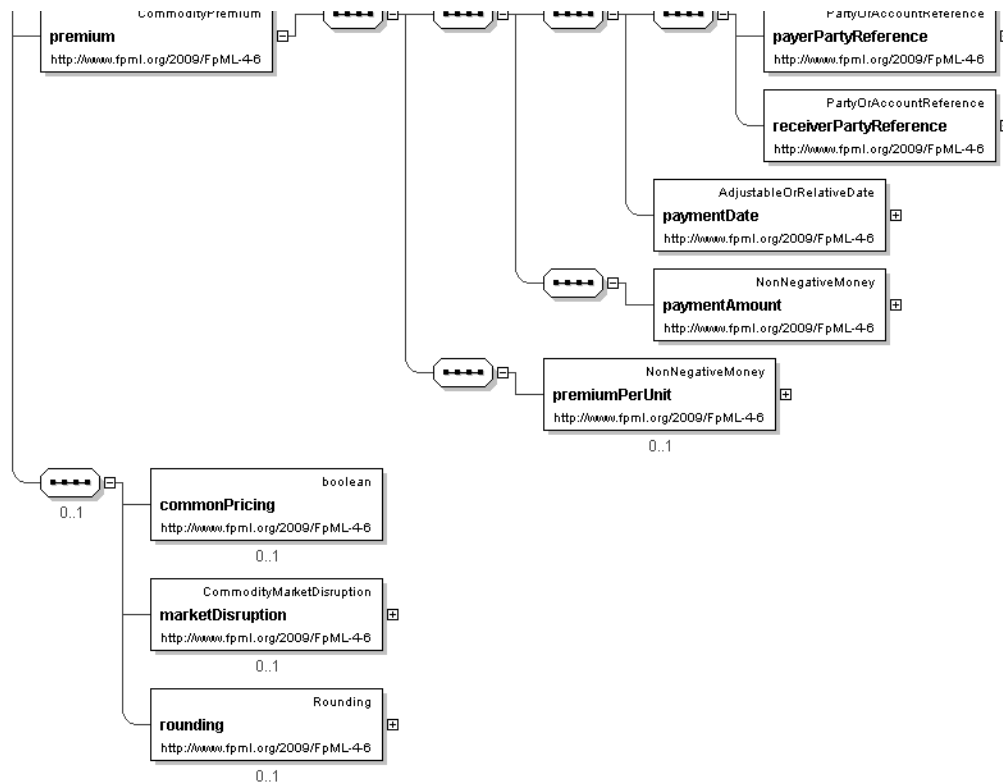 CommodityPremium
premium
http://www.fpml.org/2009/FpML-4-6
PartyOrAccountReference
payerPartyReference
http://www.fpml.org/2009/FpML-4-6
PartyOrAccountReference
receiverPartyReference
http://www.fpml.org/2009/FpML-4-6
AdjustableOrRelativeDate
paymentDate
http://www.fpml.org/2009/FpML-4-6
NonNegativeMoney
paymentAmount
http://www.fpml.org/2009/FpML-4-6
NonNegativeMoney
premiumPerUnit
http://www.fpml.org/2009/FpML-4-6
0..1
0..1
boolean
commonPricing
http://www.fpml.org/2009/FpML-4-6
0..1
CommodityMarketDisruption
marketDisruption
http://www.fpml.org/2009/FpML-4-6
0..1
Rounding
rounding
http://www.fpml.org/2009/FpML-4-6
0..1